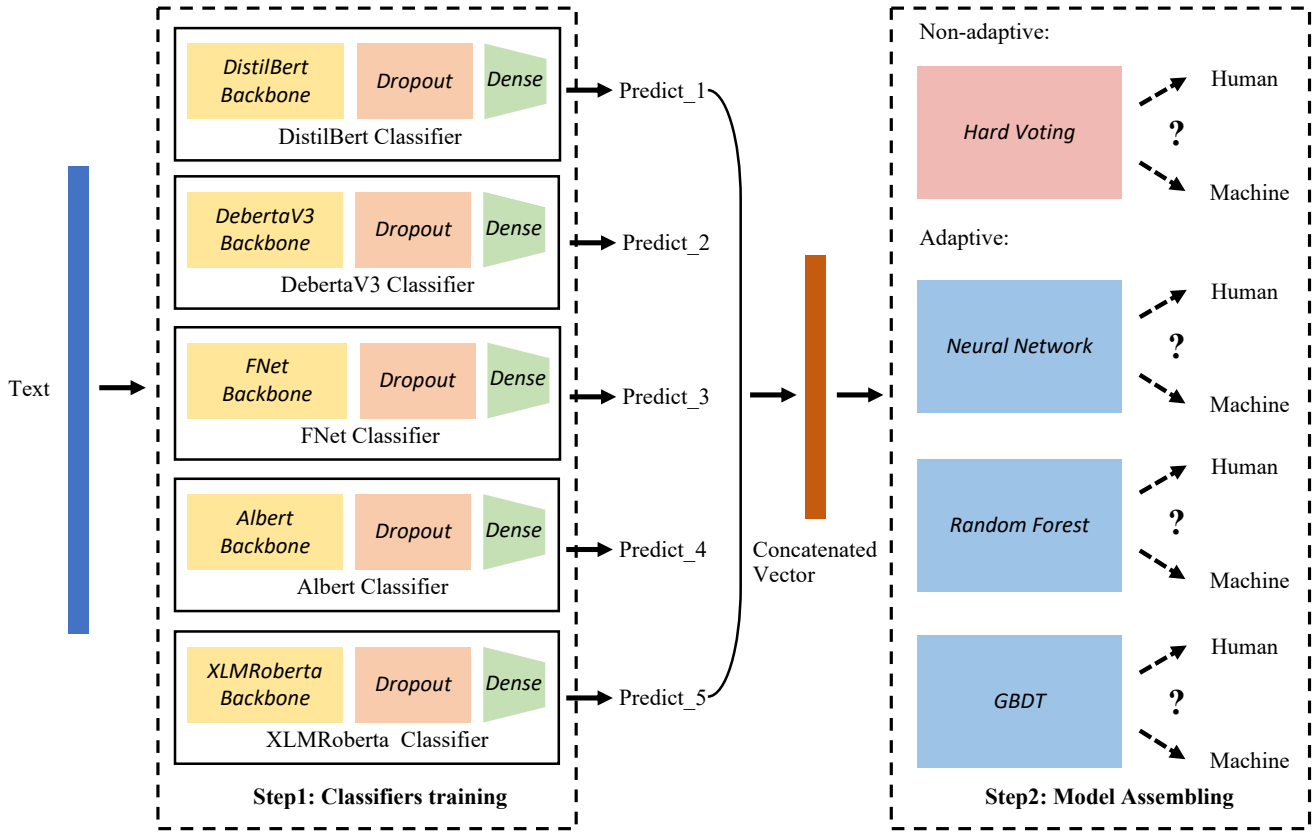 Text
DistilBert
Backbone
Dropout
Dense
DistilBert Classifier
Predict_1
DebertaV3
Backbone
Dropout
Dense
DebertaV3 Classifier
Predict_2
FNet
Backbone
Dropout
Dense
FNet Classifier
Predict_3
Albert
Backbone
Dropout
Dense
Albert Classifier
Predict_4
XLMRoberta
Backbone
Dropout
Dense
XLMRoberta Classifier
Predict_5
Step1: Classifiers training
Concatenated
Vector
Non-adaptive:
Hard Voting
Human
?
Machine
Adaptive:
Neural Network
Human
?
Machine
Random Forest
Human
?
Machine
GBDT
Human
?
Machine
Step2: Model Assembling